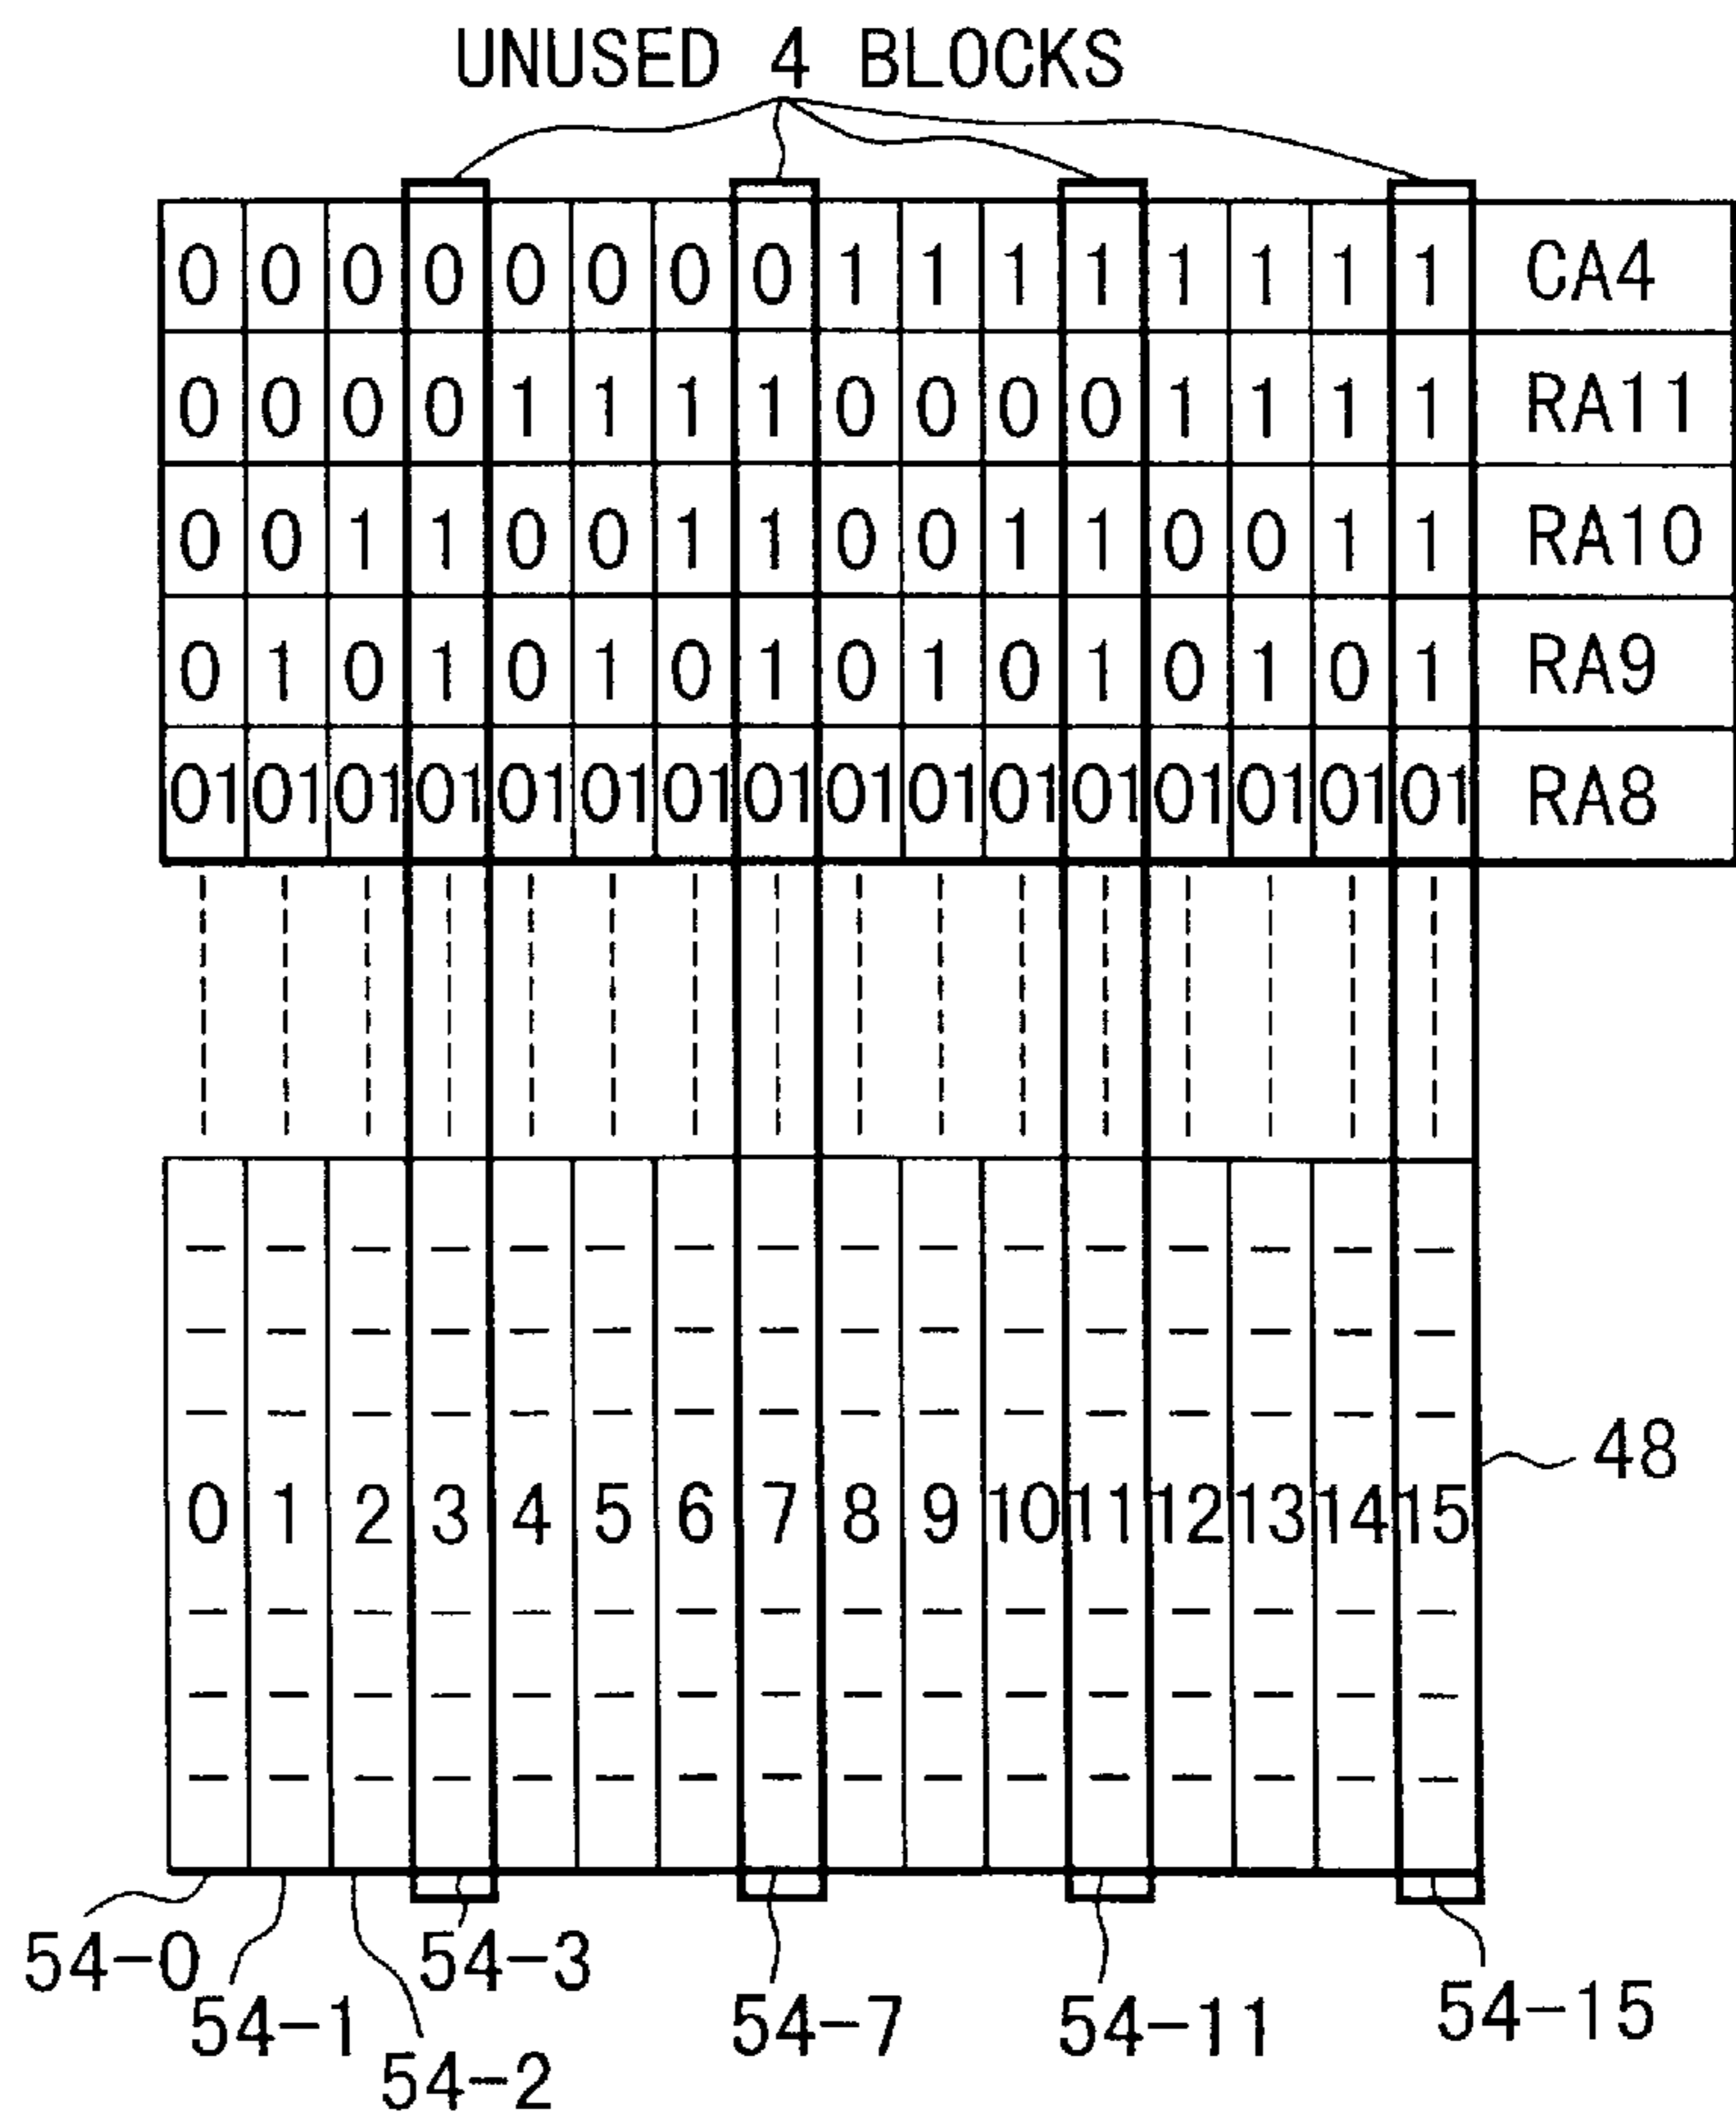 UNUSED 4 BLOCKS
0 0 0 0 0 0 0 0 1 1 1 1 1 1 1 1 CA4
0 0 0 0 1 1 1 1 0 0 0 0 1 1 1 1 RA11
0 0 1 1 0 0 1 1 0 0 1 1 0 0 1 1 RA10
0 1 0 1 0 1 0 1 0 1 0 1 0 1 0 1 RA9
01 01 01 01 01 01 01 01 01 01 01 01 01 01 01 01 RA8
48
0 1 2 3 4 5 6 7 8 9 10 11 12 13 14 15
54-0 54-3
54-1 54-7 54-11 54-15
54-2